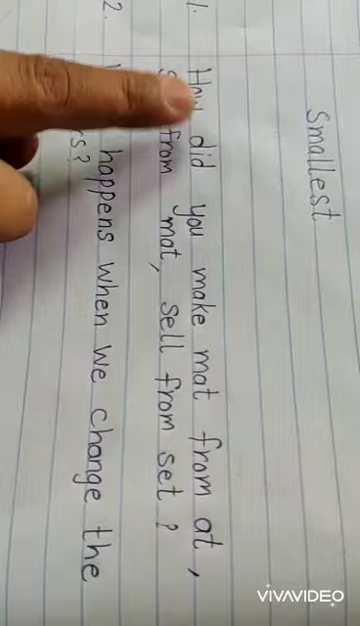 Smallest
1. How did you make mat from at,
from mat, sell from set?
2. happens when we change the
rs?
VIVAVIDEO